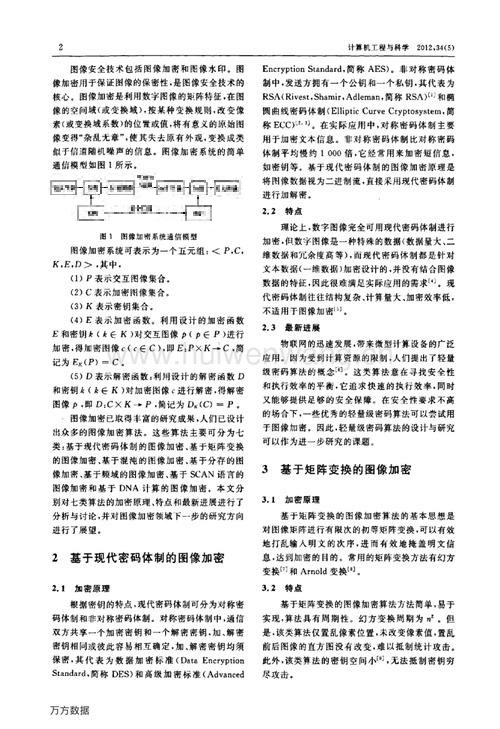 2
计算机工程与科学 2012,34(5)
图像安全技术包括图像加密和图像水印。图
像加密用于保证图像的保密性,是图像安全技术的
核心。图像加密是利用数字图像的矩阵特性,在图
像的空间域(或变换域),按某种变换规则,改变像
素(或变换域系数)的位置或值,将有意义的原始图
像变得“杂乱无章”,使其失去原有外观,变换成类
似于信道随机噪声的信息。图像加密系统的简单
通信模型如图1所示。
图1 图像加密系统通信模型
图像加密系统可表示为一个五元组:< P,C,
K,E,D >,其中,
(1) P 表示交互图像集合。
(2) C 表示加密图像集合。
(3) K 表示密钥集合。
(4) E 表示加密函数。利用设计的加密函数
E 和密钥 k ( k ∈ K )对交互图像 p ( p ∈ P )进行
加密,得加密图像 c ( c ∈ C ),即 E:P×K→C,简
记为 EK(P) = C 。
(5) D 表示解密函数:利用设计的解密函数 D
和密钥 k ( k ∈ K )对加密图像 c 进行解密,得解密
图像 p ,即 D:C×K→P,简记为 DK(C) = P 。
图像加密已取得丰富的研究成果,人们已设计
出众多的图像加密算法。这些算法主要可分为七
类:基于现代密码体制的图像加密、基于矩阵变换
的图像加密、基于混沌的图像加密、基于分存的图
像加密、基于频域的图像加密、基于 SCAN 语言的
图像加密和基于 DNA 计算的图像加密。本文分
别对七类算法的加密原理、特点和最新进展进行了
分析与讨论,并对图像加密领域下一步的研究方向
进行了展望。
2 基于现代密码体制的图像加密
2.1 加密原理
根据密钥的特点,现代密码体制可分为对称密
码体制和非对称密码体制。对称密码体制中,通信
双方共享一个加密密钥和一个解密密钥,加、解密
密钥相同或彼此容易相互确定,加、解密密钥均须
保密,其代表为数据加密标准(Data Encryption
Standard,简称 DES)和高级加密标准(Advanced
Encryption Standard,简称 AES)。非对称密码体
制中,发送方拥有一个公钥和一个私钥,其代表为
RSA(Rivest,Shamir,Adleman,简称 RSA)[1]和椭
圆曲线密码体制(Elliptic Curve Cryptosystem,简
称 ECC)[2,3]。在实际应用中,对称密码体制主要
用于加密文本信息。非对称密码体制比对称密码
体制平均慢约1000倍,它经常用来加密短信息,
如密钥等。基于现代密码体制的图像加密原理是
将图像数据视为二进制流,直接采用现代密码体制
进行加解密。
2.2 特点
理论上,数字图像完全可用现代密码体制进行
加密,但数字图像是一种特殊的数据(数据量大、二
维数据和冗余度高等),而现代密码体制都是针对
文本数据(一维数据)加密设计的,并没有结合图像
数据的特征,因此很难满足实际应用的需求[4]。现
代密码体制往往结构复杂、计算量大、加密效率低,
不适用于图像加密[5]。
2.3 最新进展
物联网的迅速发展,带来微型计算设备的广泛
应用。因为受到计算资源的限制,人们提出了轻量
级密码算法的概念[6]。这类算法意在寻找安全性
和执行效率的平衡,它追求快速的执行效率,同时
又能够提供足够的安全保障。在安全性要求不高
的场合下,一些优秀的轻量级密码算法可以尝试用
于图像加密。因此,轻量级密码算法的设计与研究
可以作为进一步研究的课题。
3 基于矩阵变换的图像加密
3.1 加密原理
基于矩阵变换的图像加密算法的基本思想是
对图像矩阵进行有限次的初等矩阵变换,可以有效
地打乱输入明文的次序,进而有效地掩盖明文信
息,达到加密的目的。常用的矩阵变换方法有幻方
变换[7]和 Arnold 变换[8]。
3.2 特点
基于矩阵变换的图像加密算法方法简单,易于
实现,算法具有周期性。幻方变换周期为 n²。但
是,该类算法仅置乱像素位置,未改变像素值,置乱
前后图像的直方图没有改变,难以抵制统计攻击。
此外,该类算法的密钥空间小[9],无法抵制密钥穷
尽攻击。
万方数据